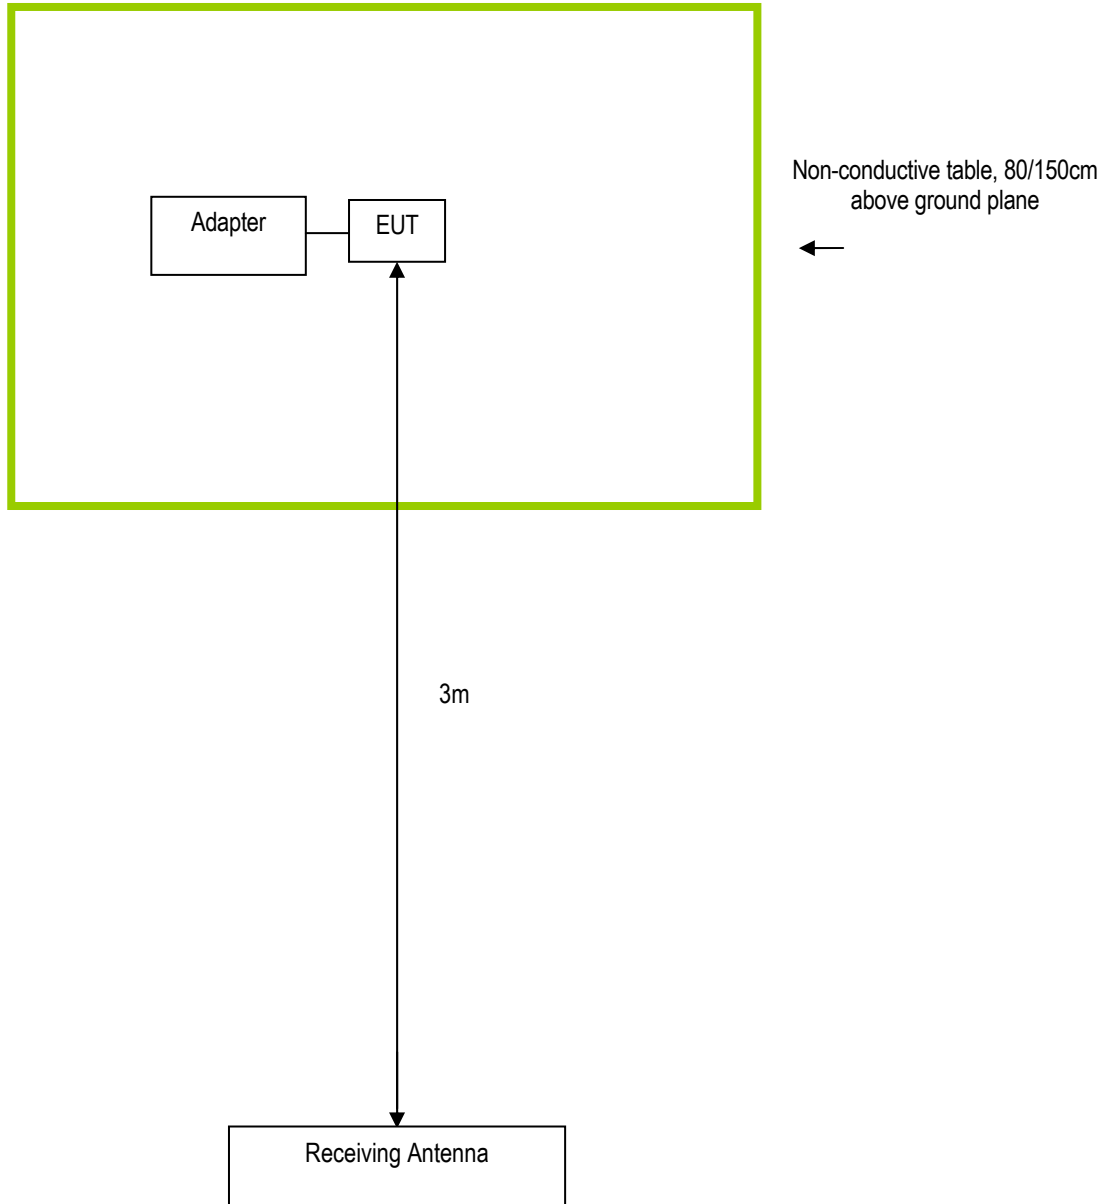 Non-conductive table, 80/150cm
above ground plane
Adapter
EUT
3m
Receiving Antenna